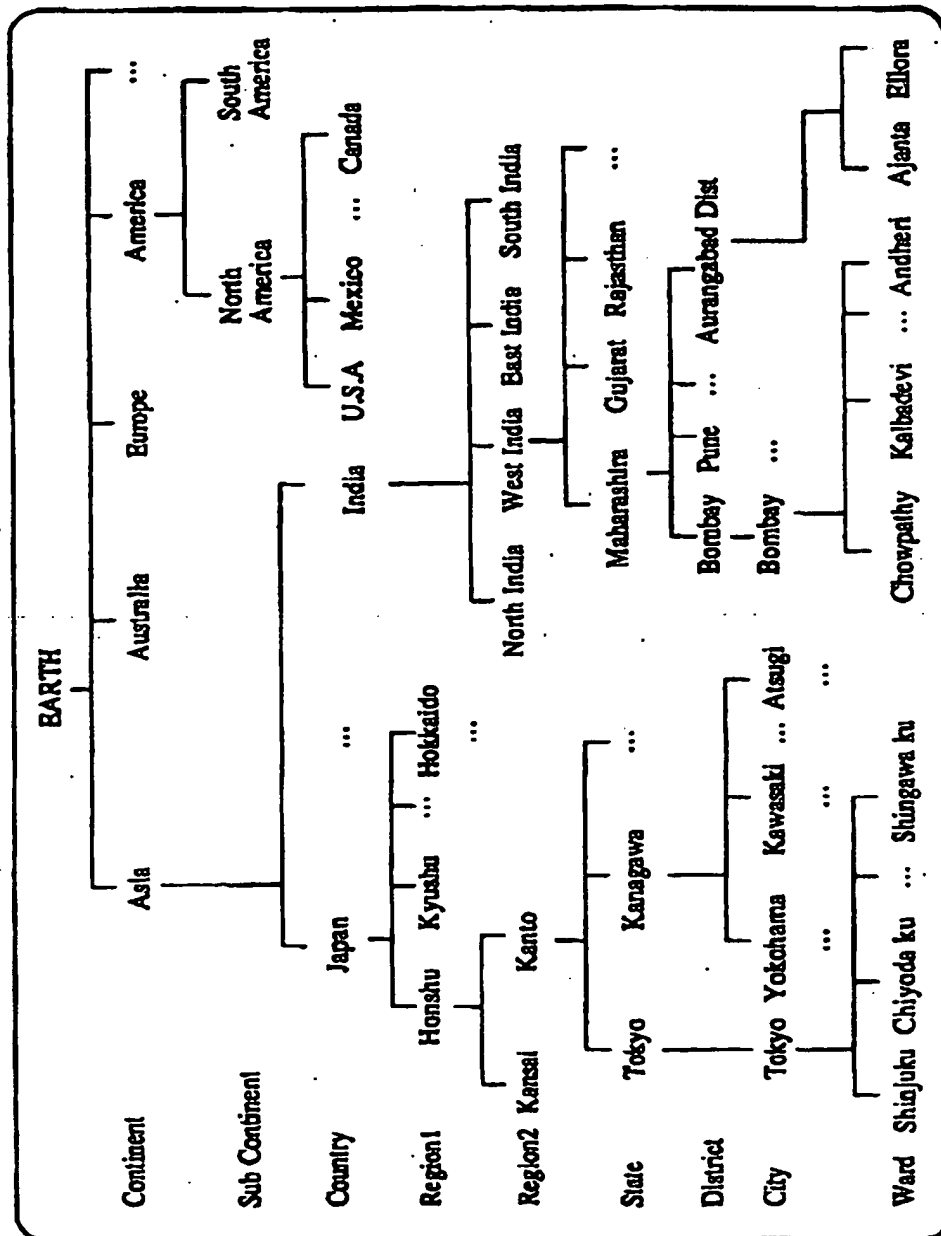 EARTH
Continent Asia Australia Europe America ...
Sub Continent North America South America
Country Japan ... India U.S.A Mexico ... Canada
Region1 Honshu Kyushu ... Hokkaido
Region2 Kansai Kanto ... North India West India East India South India
State Tokyo Kanagawa ... Maharashtra Gujarat Rajasthan ...
District Bombay Pune ... Aurangabad Dist
City Tokyo Yokohama Kawasaki ... Atsugi Bombay ...
... ... ...
Ward Shinjuku Chiyoda ku ... Shingawa ku Chowpathy Kalbadevi ... Andheri Ajanta Ellora